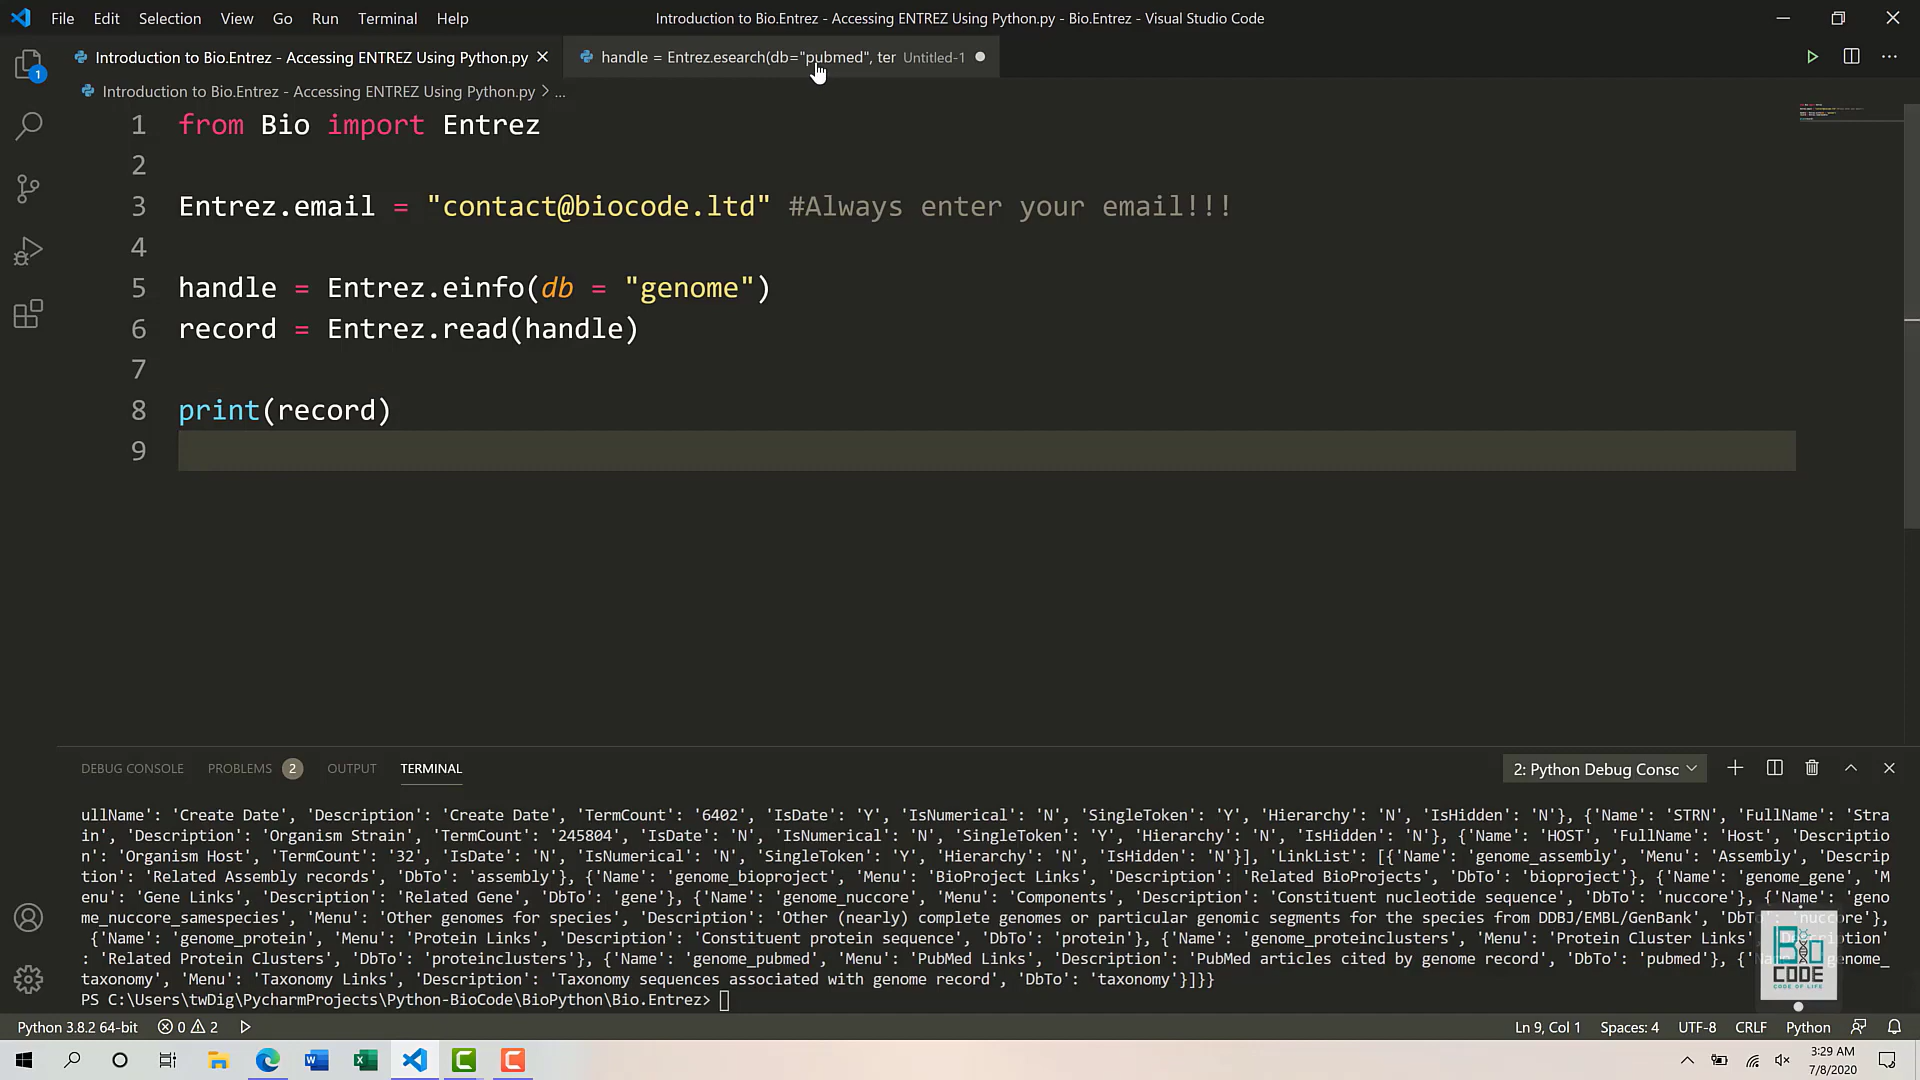 File Edit Selection View Go Run Terminal Help
Introduction to Bio.Entrez - Accessing ENTREZ Using Python.py - Bio.Entrez - Visual Studio Code
Introduction to Bio.Entrez - Accessing ENTREZ Using Python.py
handle = Entrez.esearch(db="pubmed", ter Untitled-1
Introduction to Bio.Entrez - Accessing ENTREZ Using Python.py > ...
1 from Bio import Entrez
2
3 Entrez.email = "contact@biocode.ltd" #Always enter your email!!!
4
5 handle = Entrez.einfo(db = "genome")
6 record = Entrez.read(handle)
7
8 print(record)
9
DEBUG CONSOLE PROBLEMS 2 OUTPUT TERMINAL
2: Python Debug Consc
ullName': 'Create Date', 'Description': 'Create Date', 'TermCount': '6402', 'IsDate': 'Y', 'IsNumerical': 'N', 'SingleToken': 'Y', 'Hierarchy': 'N', 'IsHidden': 'N'}, {'Name': 'STRN', 'FullName': 'Stra
in', 'Description': 'Organism Strain', 'TermCount': '245804', 'IsDate': 'N', 'IsNumerical': 'N', 'SingleToken': 'Y', 'Hierarchy': 'N', 'IsHidden': 'N'}, {'Name': 'HOST', 'FullName': 'Host', 'Descriptio
n': 'Organism Host', 'TermCount': '32', 'IsDate': 'N', 'IsNumerical': 'N', 'SingleToken': 'Y', 'Hierarchy': 'N', 'IsHidden': 'N'}], 'LinkList': [{'Name': 'genome_assembly', 'Menu': 'Assembly', 'Descrip
tion': 'Related Assembly records', 'DbTo': 'assembly'}, {'Name': 'genome_bioproject', 'Menu': 'BioProject Links', 'Description': 'Related BioProjects', 'DbTo': 'bioproject'}, {'Name': 'genome_gene', 'M
enu': 'Gene Links', 'Description': 'Related Gene', 'DbTo': 'gene'}, {'Name': 'genome_nuccore', 'Menu': 'Components', 'Description': 'Constituent nucleotide sequence', 'DbTo': 'nuccore'}, {'Name': 'geno
me_nuccore_samespecies', 'Menu': 'Other genomes for species', 'Description': 'Other (nearly) complete genomes or particular genomic segments for the species from DDBJ/EMBL/GenBank', 'DbTo': 'nuccore'},
{'Name': 'genome_protein', 'Menu': 'Protein Links', 'Description': 'Constituent protein sequence', 'DbTo': 'protein'}, {'Name': 'genome_proteinclusters', 'Menu': 'Protein Cluster Links', 'Description'
: 'Related Protein Clusters', 'DbTo': 'proteinclusters'}, {'Name': 'genome_pubmed', 'Menu': 'PubMed Links', 'Description': 'PubMed articles cited by genome record', 'DbTo': 'pubmed'}, {'Name': 'genome_
taxonomy', 'Menu': 'Taxonomy Links', 'Description': 'Taxonomy sequences associated with genome record', 'DbTo': 'taxonomy'}]}}
PS C:\Users\twDig\PycharmProjects\Python-BioCode\BioPython\Bio.Entrez>
BIO
CODE
CODE OF LIFE
Python 3.8.2 64-bit 0 2 Ln 9, Col 1 Spaces: 4 UTF-8 CRLF Python
3:29 AM
7/8/2020